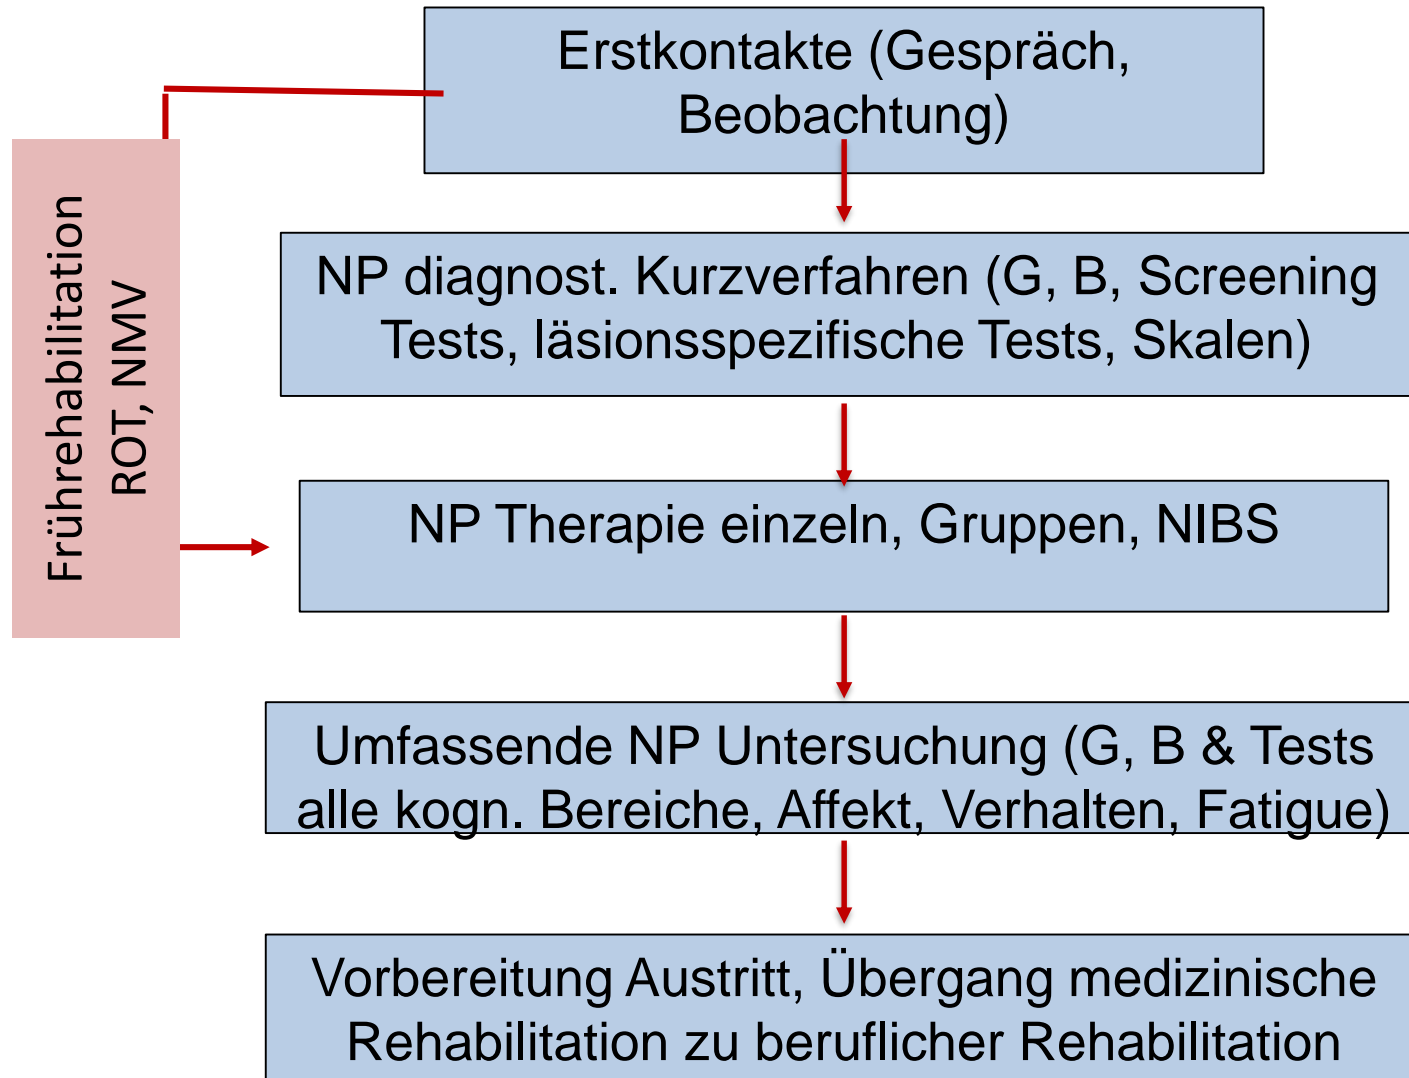 Erstkontakte (Gespräch,
Beobachtung)
Frührehabilitation
ROT, NMV
NP diagnost. Kurzverfahren (G, B, Screening
Tests, läsionsspezifische Tests, Skalen)
NP Therapie einzeln, Gruppen, NIBS
Umfassende NP Untersuchung (G, B & Tests
alle kogn. Bereiche, Affekt, Verhalten, Fatigue)
Vorbereitung Austritt, Übergang medizinische
Rehabilitation zu beruflicher Rehabilitation